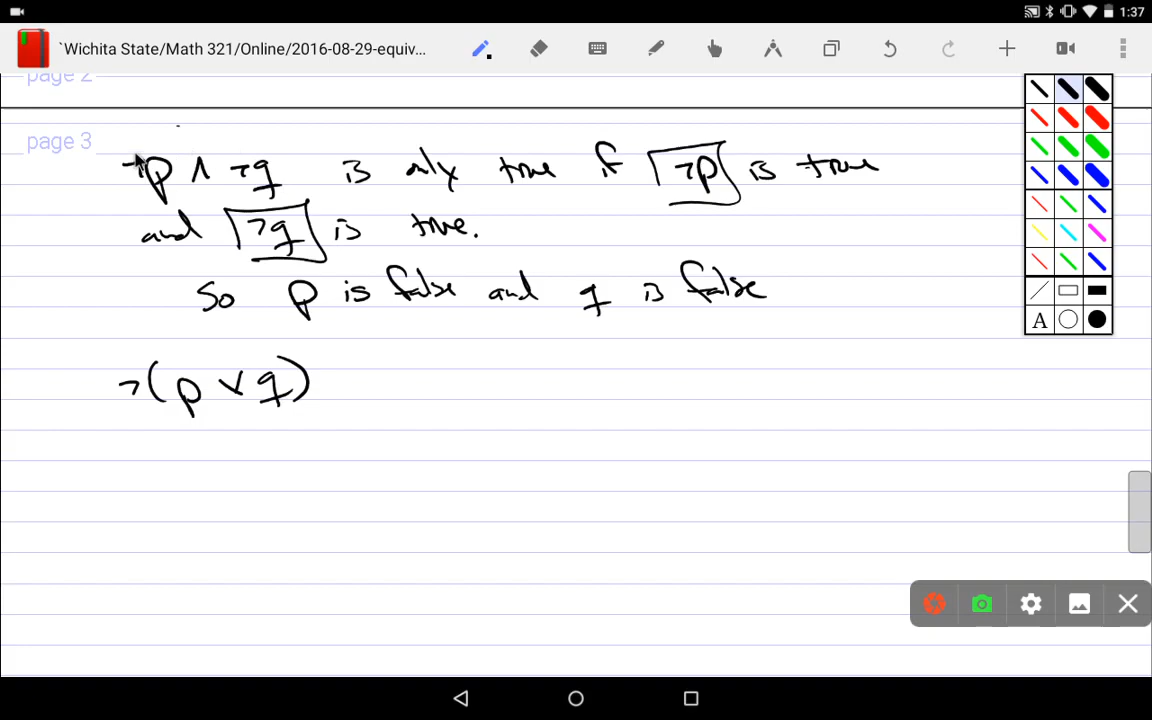 1:37
`Wichita State/Math 321/Online/2016-08-29-equiv...
page 2
page 3
¬p ∧ ¬q is only true if ¬p is true
and ¬q is true.
So p is false and q is false
¬(p ∨ q)
A